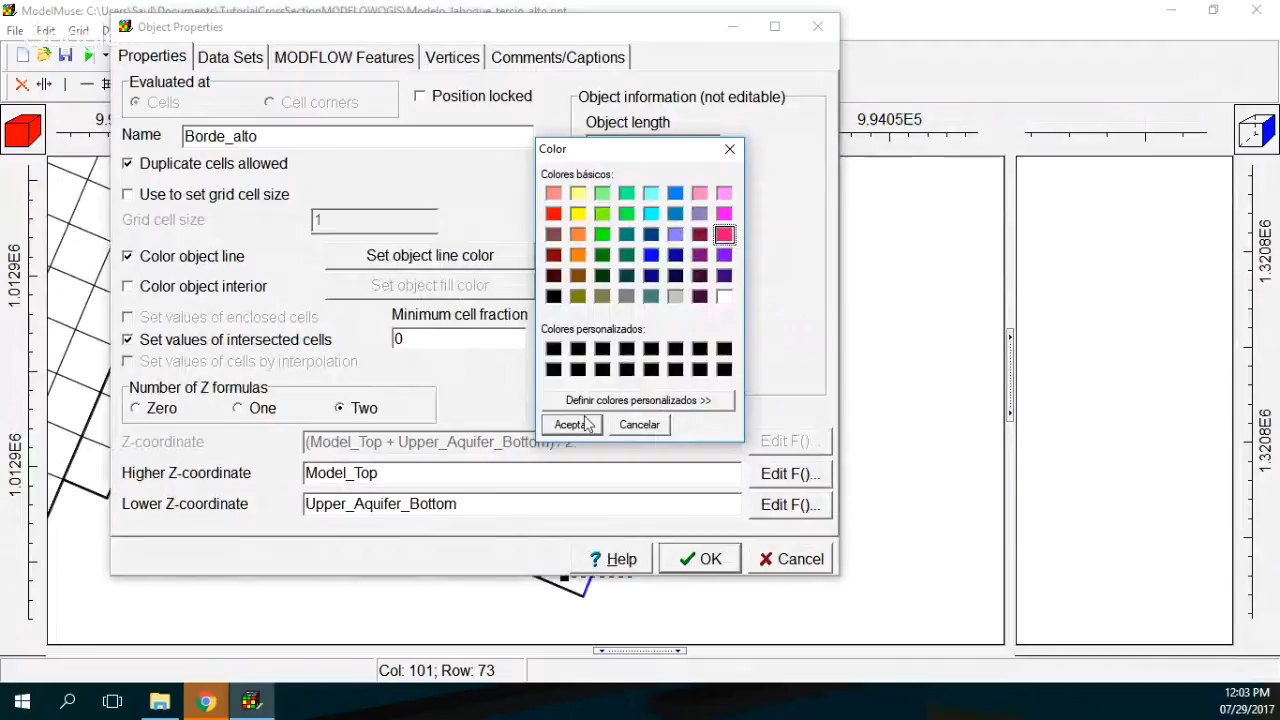 ModelMuse: C:\Users\Saul\Documents\TutorialCrossSectionMODFLOWQGIS\Modelo_laboque_tercio_alto.gpt
Object Properties
File Edit Grid
Properties Data Sets MODFLOW Features Vertices Comments/Captions
Evaluated at
Cells Cell corners
Position locked
Object information (not editable)
Object length
Name Borde_alto
Duplicate cells allowed
Use to set grid cell size
Grid cell size 1
Color object line Set object line color
Color object interior Set object fill color
Set values of enclosed cells Minimum cell fraction
Set values of intersected cells 0
Set values of cells by interpolation
Number of Z formulas
Zero One Two
Z-coordinate (Model_Top + Upper_Aquifer_Bottom) / 2. Edit F()...
Higher Z-coordinate Model_Top Edit F()...
Lower Z-coordinate Upper_Aquifer_Bottom Edit F()...
Help OK Cancel
Color
Colores básicos:
Colores personalizados:
Definir colores personalizados >>
Cancelar
9.9405E5
1.0129E6
1.0129E6
1.3208E6
1.3208E6
Col: 101; Row: 73
12:03 PM
07/29/2017